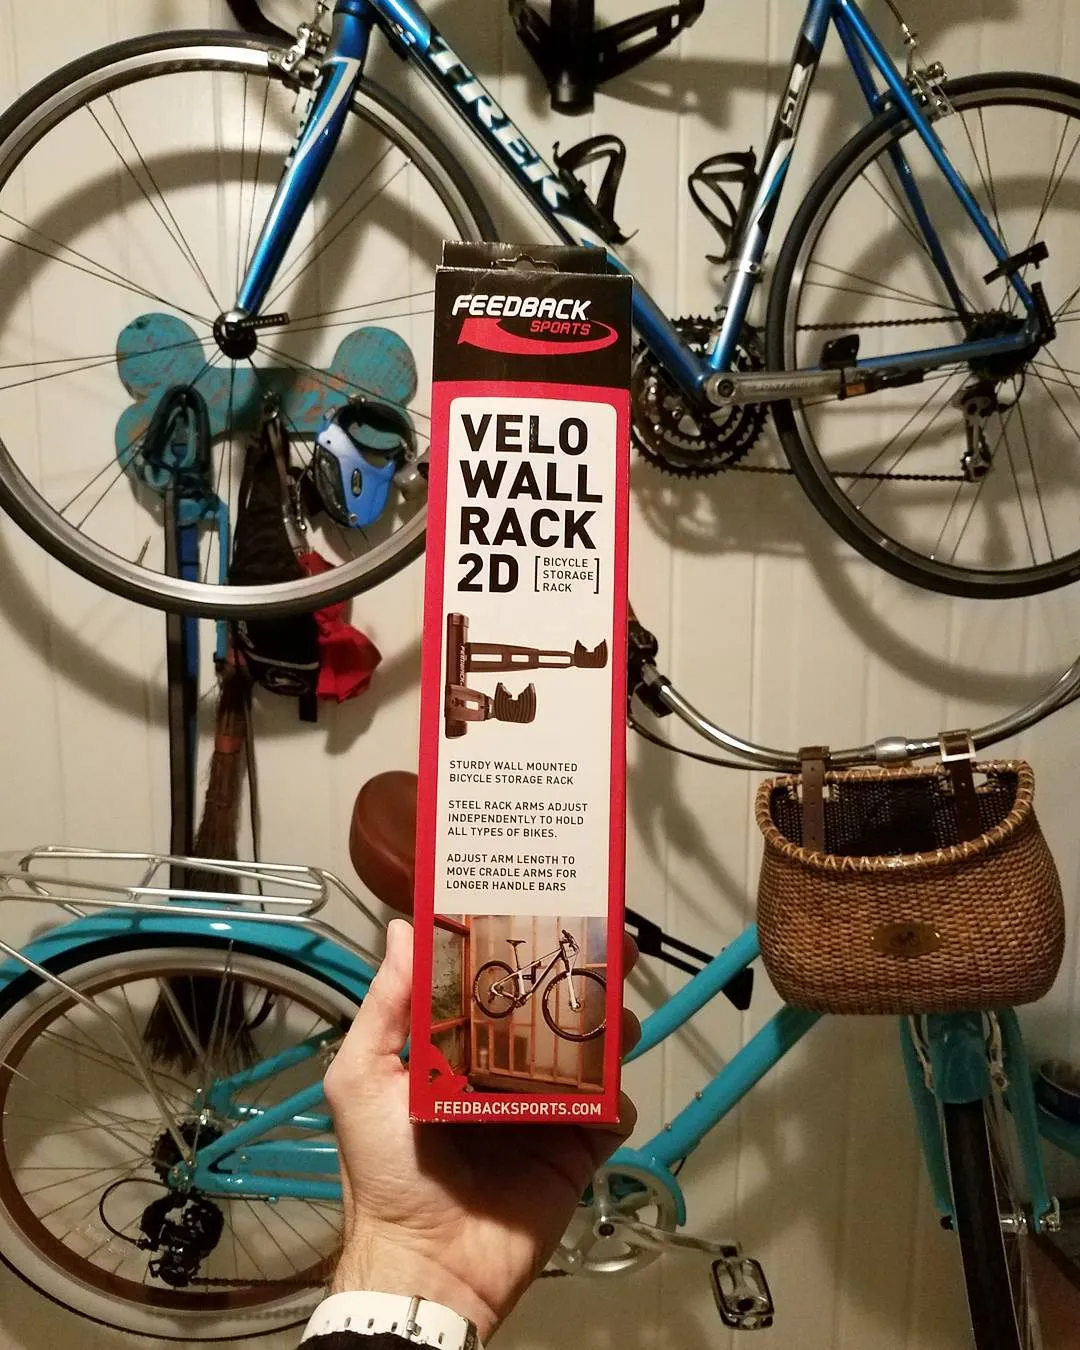 TREK
FEEDBACK
SPORTS
VELO
WALL
RACK
2D
BICYCLE
STORAGE
RACK
STURDY WALL MOUNTED
BICYCLE STORAGE RACK
STEEL RACK ARMS ADJUST
INDEPENDENTLY TO HOLD
ALL TYPES OF BIKES.
ADJUST ARM LENGTH TO
MOVE CRADLE ARMS FOR
LONGER HANDLE BARS
FEEDBACKSPORTS.COM